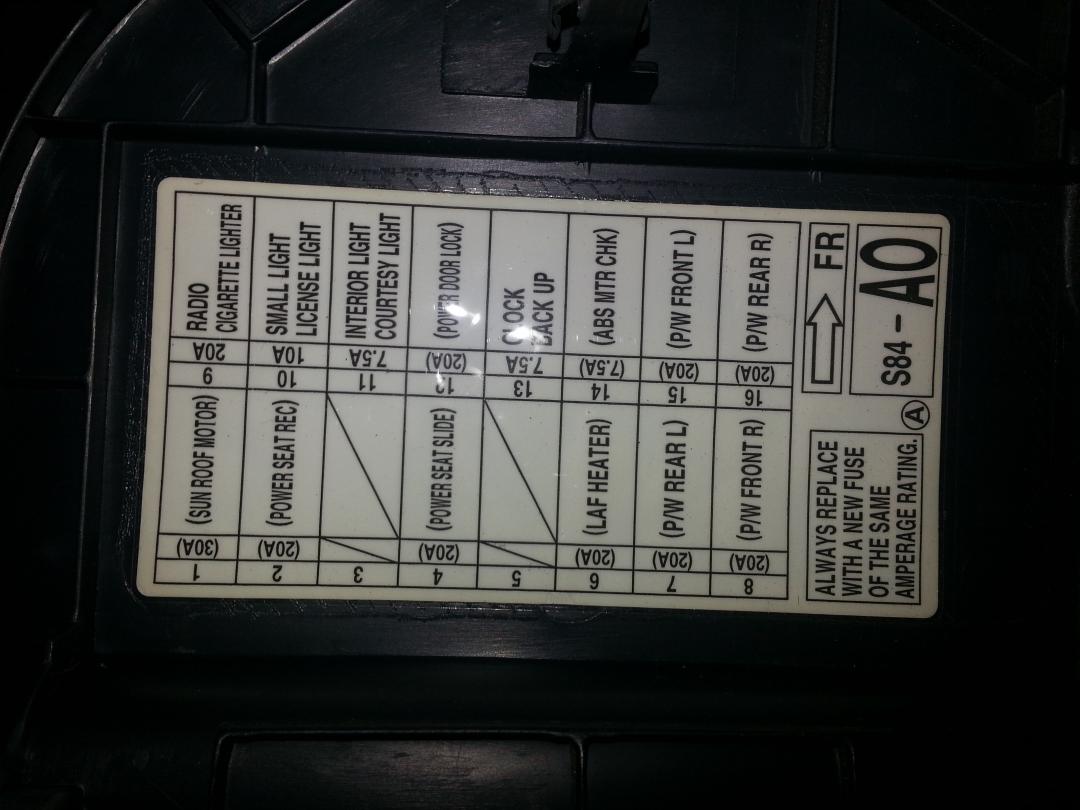 1 (30A) (SUN ROOF MOTOR)
2 (20A) (POWER SEAT REC)
3
4 (20A) (POWER SEAT SLIDE)
5
6 (20A) (LAF HEATER)
7 (20A) (P/W REAR L)
8 (20A) (P/W FRONT R)
9 20A RADIO
CIGARETTE LIGHTER
10 10A SMALL LIGHT
LICENSE LIGHT
11 7.5A INTERIOR LIGHT
COURTESY LIGHT
12 (20A) (POWER DOOR LOCK)
13 7.5A CLOCK
BACK UP
14 (7.5A) (ABS MTR CHK)
15 (20A) (P/W FRONT L)
16 (20A) (P/W REAR R)
ALWAYS REPLACE
WITH A NEW FUSE
OF THE SAME
AMPERAGE RATING.
FR
S84-A0
A